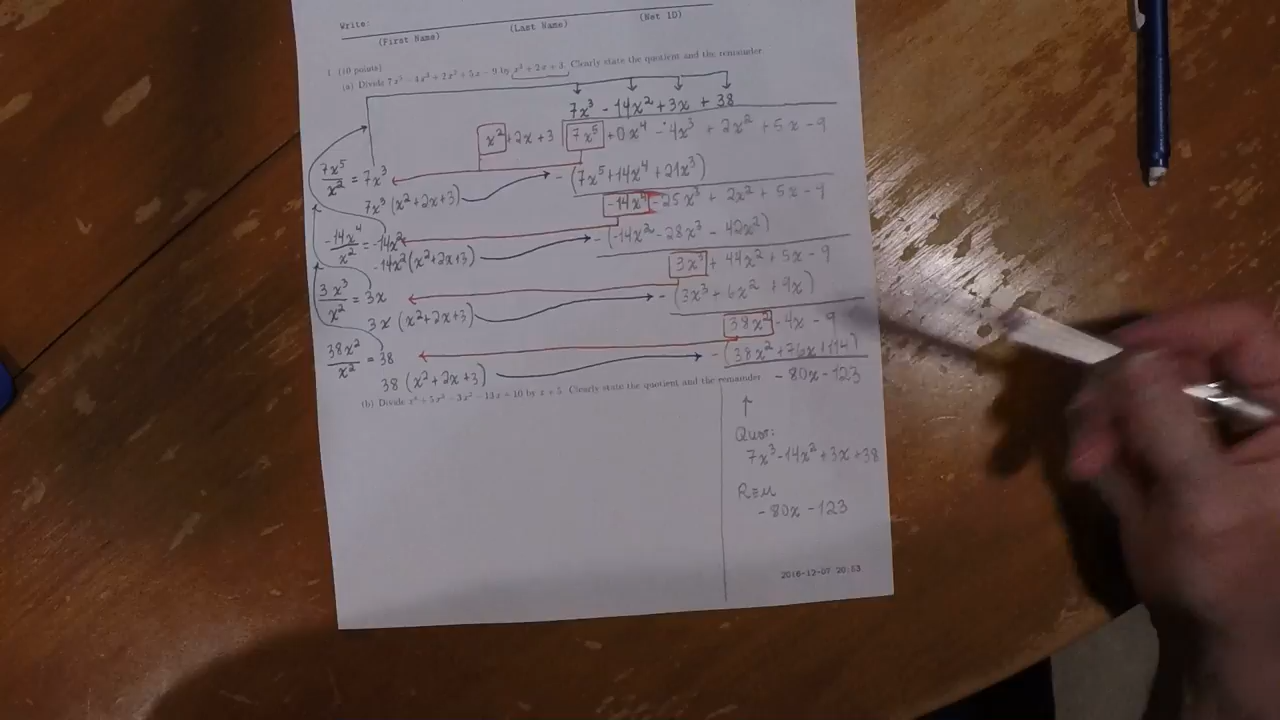 Write:
(First Name) (Last Name) (Net ID)
1. (10 points)
(a) Divide 7x⁵ − 4x³ + 2x² + 5x − 9 by x² + 2x + 3. Clearly state the quotient and the remainder.
7x³ - 14x² + 3x + 38
x² + 2x + 3 7x⁵ + 0x⁴ - 4x³ + 2x² + 5x - 9
7x⁵/x² = 7x³
- (7x⁵ + 14x⁴ + 21x³)
7x³ (x² + 2x + 3)
-14x⁴ - 25x³ + 2x² + 5x - 9
-14x⁴/x² = -14x²
- (-14x² - 28x³ - 42x²)
-14x² (x² + 2x + 3)
3x³ + 44x² + 5x - 9
3x³/x² = 3x
- (3x³ + 6x² + 9x)
3x (x² + 2x + 3)
38x² - 4x - 9
38x²/x² = 38
- (38x² + 76x + 114)
38 (x² + 2x + 3)
- 80x - 123
(b) Divide x⁴ + 5x³ − 3x² − 13x + 10 by x + 5. Clearly state the quotient and the remainder.
Quot:
7x³ - 14x² + 3x + 38
Rem
- 80x - 123
2016-12-07 20:53